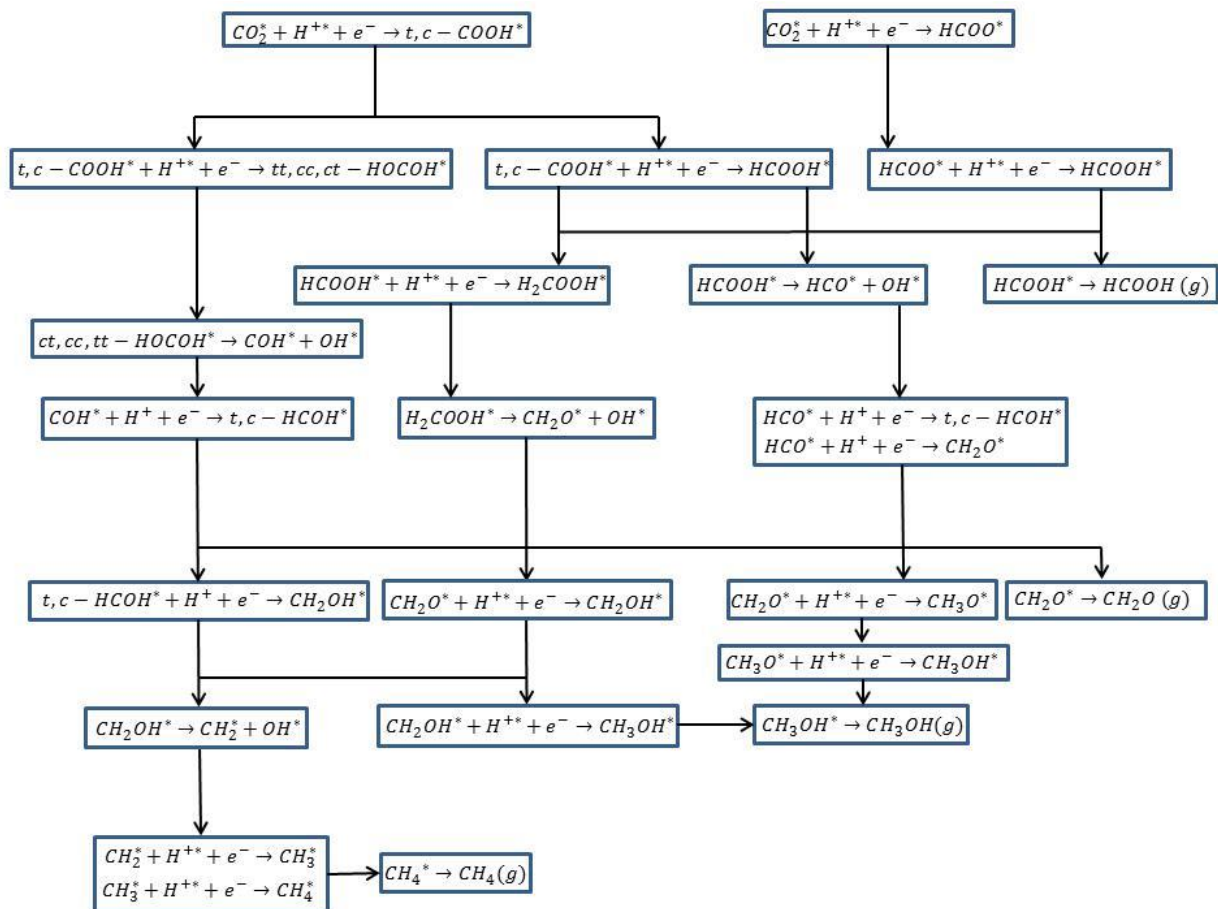 CO₂* + H⁺* + e⁻ → t, c − COOH*
CO₂* + H⁺* + e⁻ → HCOO*
t, c − COOH* + H⁺* + e⁻ → tt, cc, ct − HOCOH*
t, c − COOH* + H⁺* + e⁻ → HCOOH*
HCOO* + H⁺* + e⁻ → HCOOH*
HCOOH* + H⁺* + e⁻ → H₂COOH*
HCOOH* → HCO* + OH*
HCOOH* → HCOOH (g)
ct, cc, tt − HOCOH* → COH* + OH*
COH* + H⁺ + e⁻ → t, c − HCOH*
H₂COOH* → CH₂O* + OH*
HCO* + H⁺ + e⁻ → t, c − HCOH*
HCO* + H⁺ + e⁻ → CH₂O*
t, c − HCOH* + H⁺ + e⁻ → CH₂OH*
CH₂O* + H⁺* + e⁻ → CH₂OH*
CH₂O* + H⁺* + e⁻ → CH₃O*
CH₂O* → CH₂O (g)
CH₃O* + H⁺* + e⁻ → CH₃OH*
CH₂OH* → CH₂* + OH*
CH₂OH* + H⁺* + e⁻ → CH₃OH*
CH₃OH* → CH₃OH(g)
CH₂* + H⁺* + e⁻ → CH₃*
CH₃* + H⁺* + e⁻ → CH₄*
CH₄* → CH₄(g)